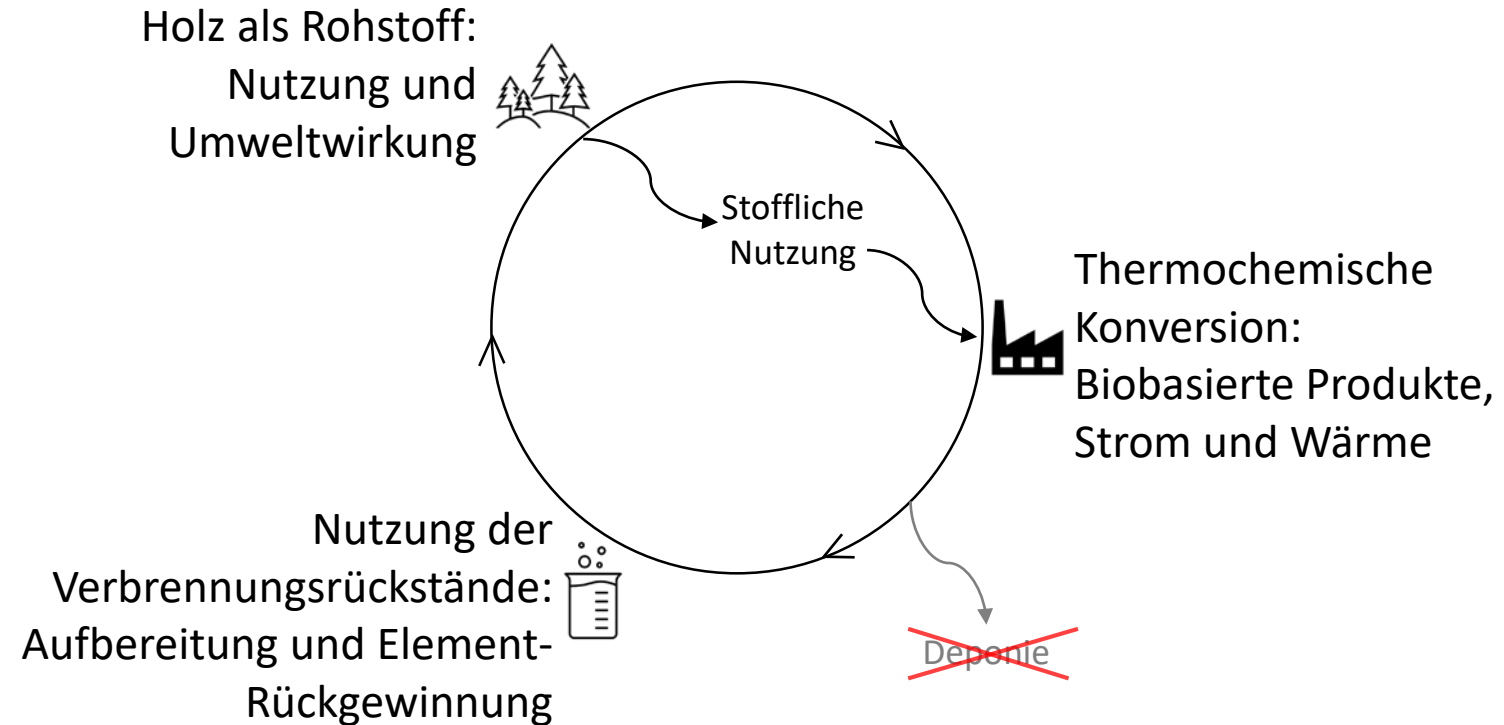 Holz als Rohstoff:
Nutzung und
Umweltwirkung
Stoffliche
Nutzung
Thermochemische
Konversion:
Biobasierte Produkte,
Strom und Wärme
Nutzung der
Verbrennungsrückstände:
Aufbereitung und Element-
Rückgewinnung
Deponie